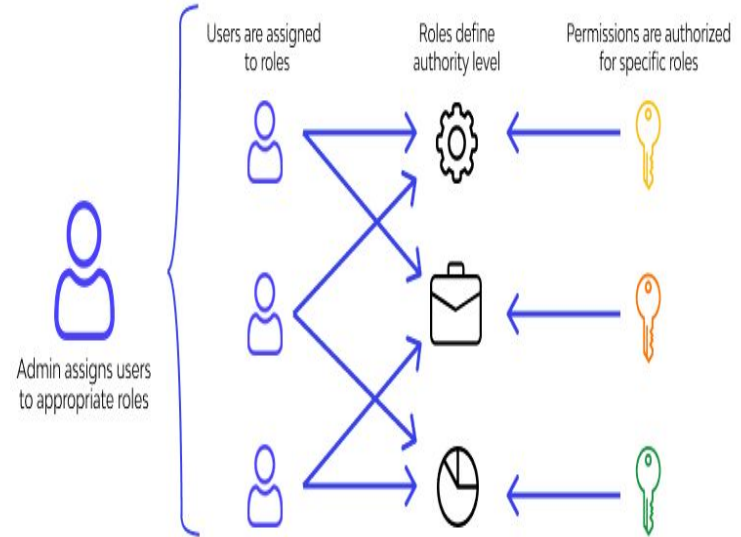 Users are assigned
to roles
Roles define
authority level
Permissions are authorized
for specific roles
Admin assigns users
to appropriate roles